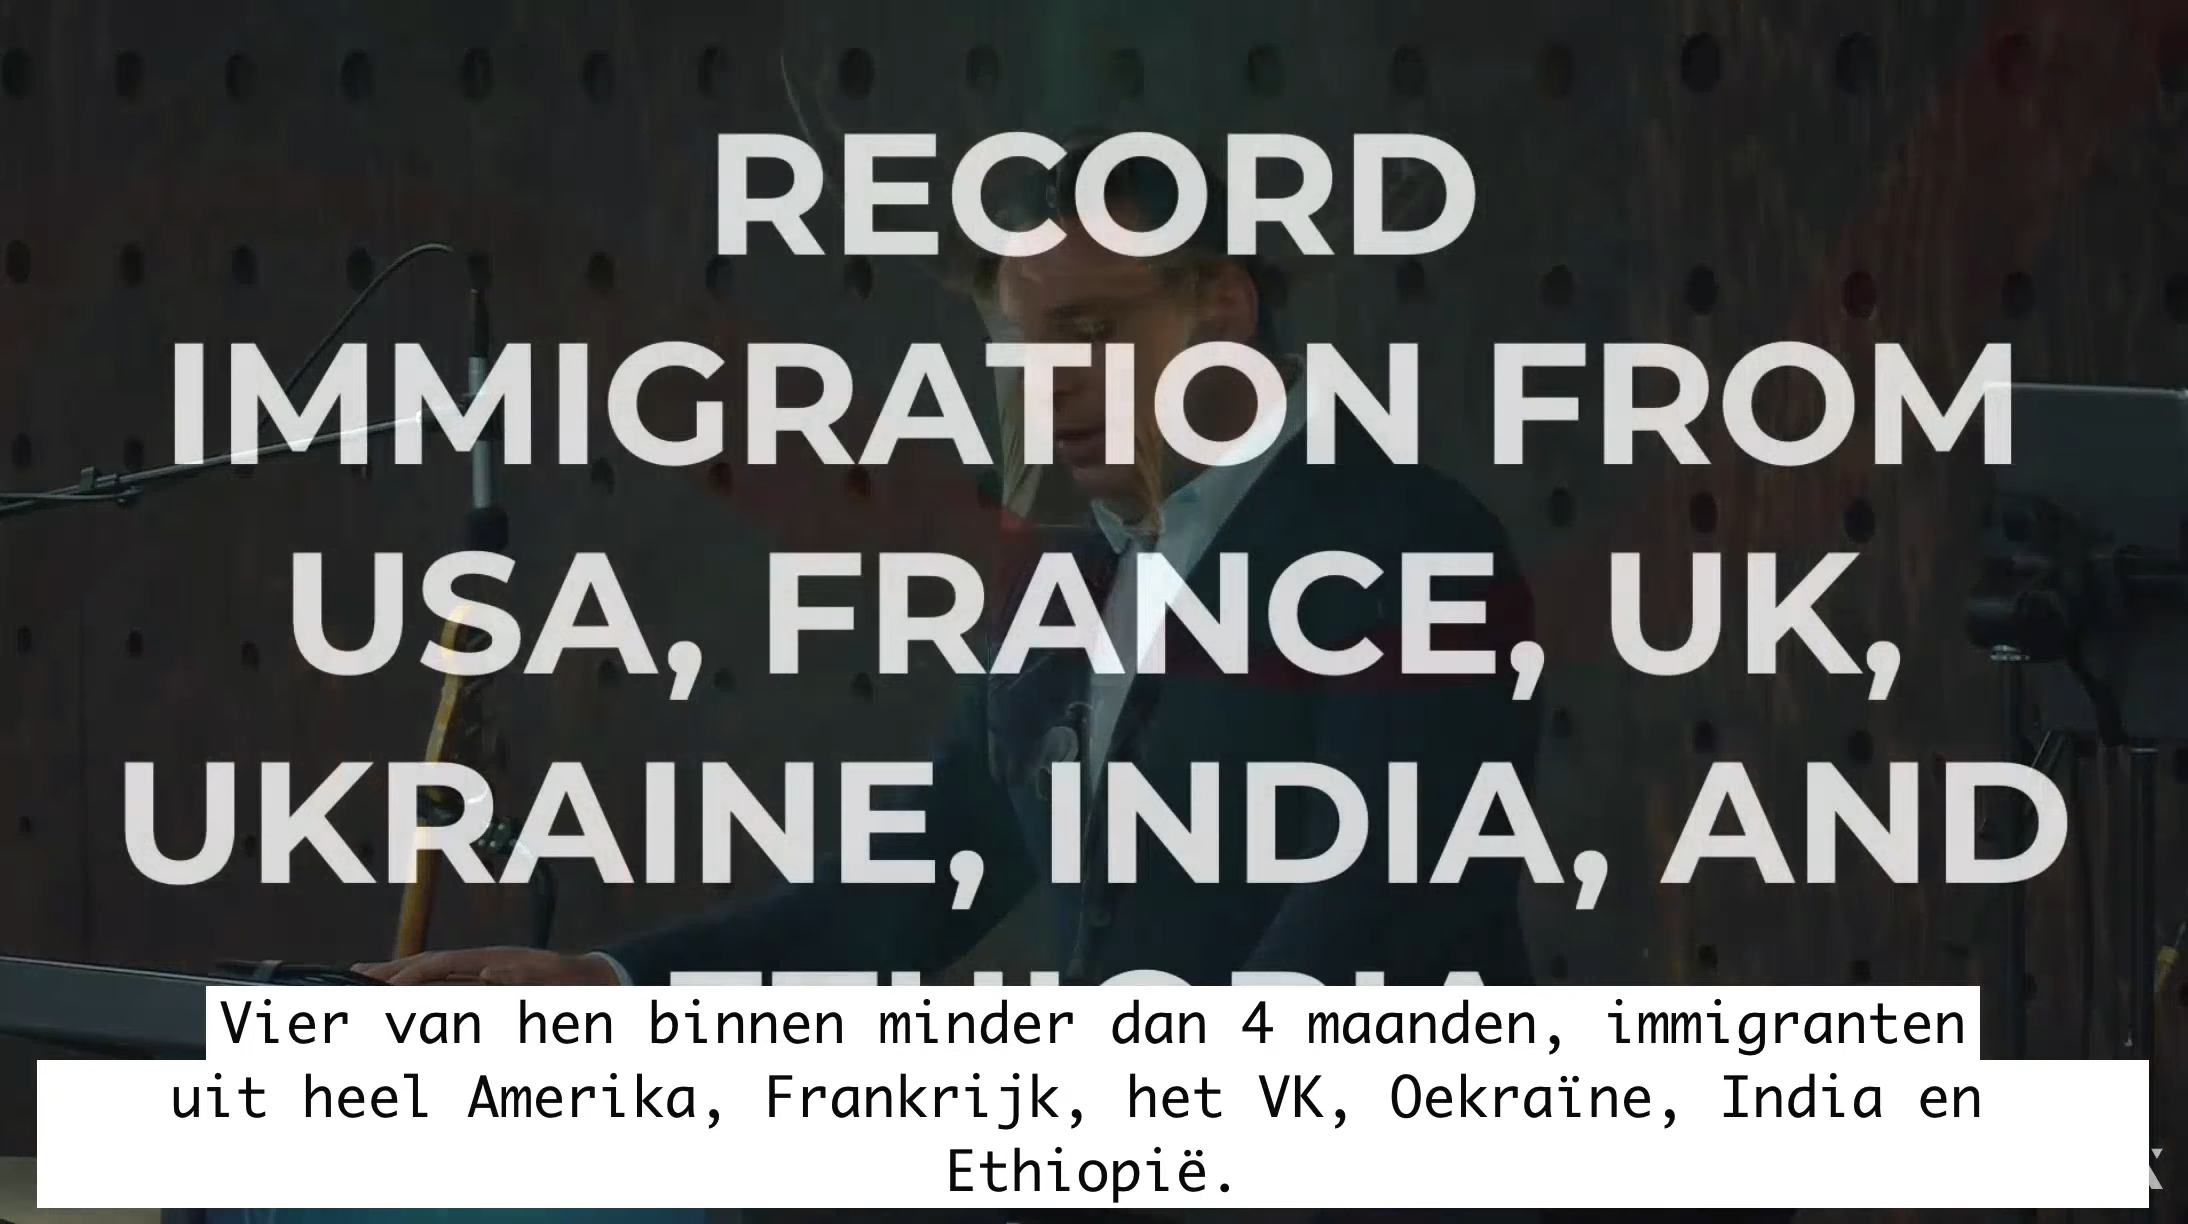 RECORD
IMMIGRATION FROM
USA, FRANCE, UK,
UKRAINE, INDIA, AND
Vier van hen binnen minder dan 4 maanden, immigranten
uit heel Amerika, Frankrijk, het VK, Oekraïne, India en
Ethiopië.